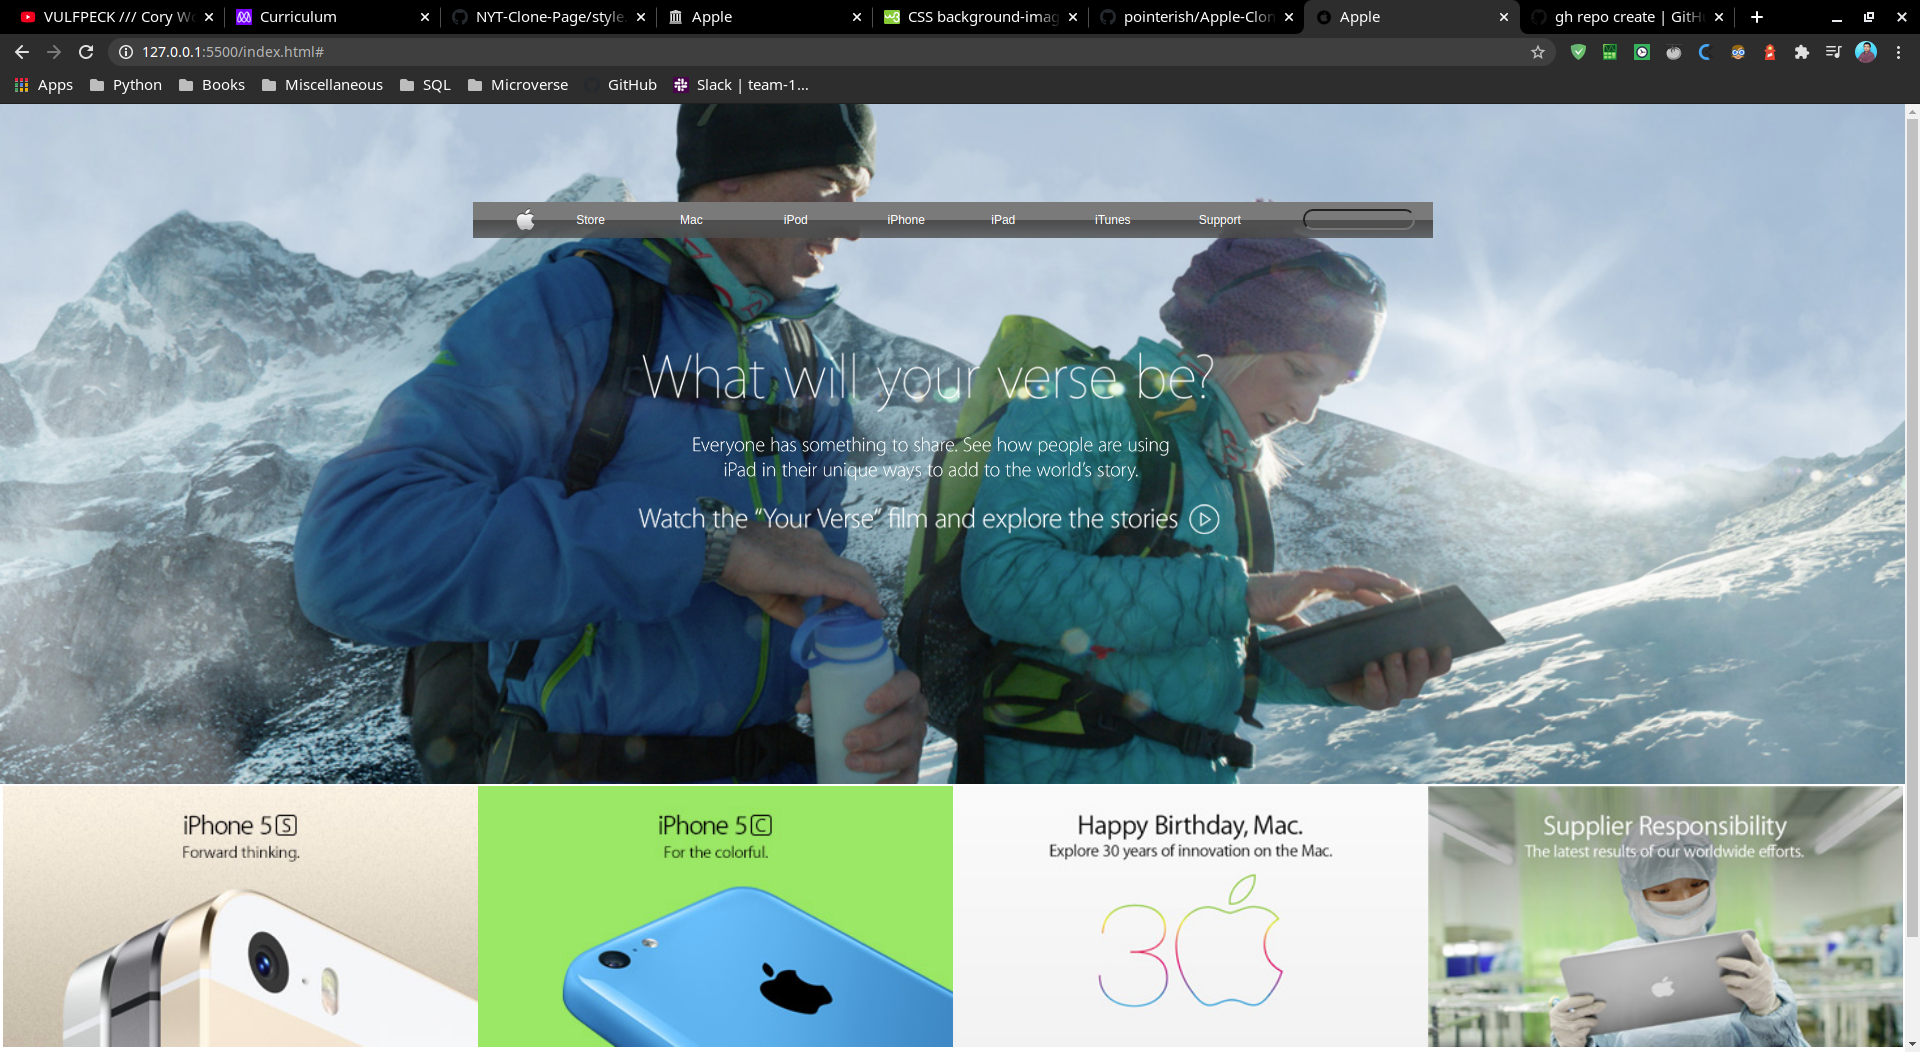 VULFPECK /// Cory Wo
Curriculum
NYT-Clone-Page/style.
Apple
CSS background-imag
pointerish/Apple-Clon
Apple
gh repo create | GitHu
127.0.0.1:5500/index.html#
Apps
Python
Books
Miscellaneous
SQL
Microverse
GitHub
Slack | team-1...
Store
Mac
iPod
iPhone
iPad
iTunes
Support
What will your verse be?
Everyone has something to share. See how people are using
iPad in their unique ways to add to the world's story.
Watch the “Your Verse” film and explore the stories
iPhone 5S
Forward thinking.
iPhone 5C
For the colorful.
Happy Birthday, Mac.
Explore 30 years of innovation on the Mac.
30
Supplier Responsibility
The latest results of our worldwide efforts.